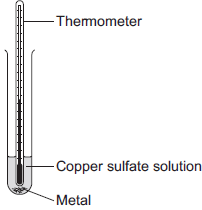 Thermometer
Copper sulfate solution
Metal